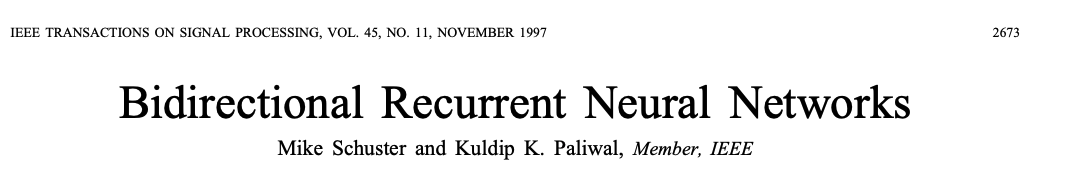 IEEE TRANSACTIONS ON SIGNAL PROCESSING, VOL. 45, NO. 11, NOVEMBER 1997 2673
Bidirectional Recurrent Neural Networks
Mike Schuster and Kuldip K. Paliwal, Member, IEEE